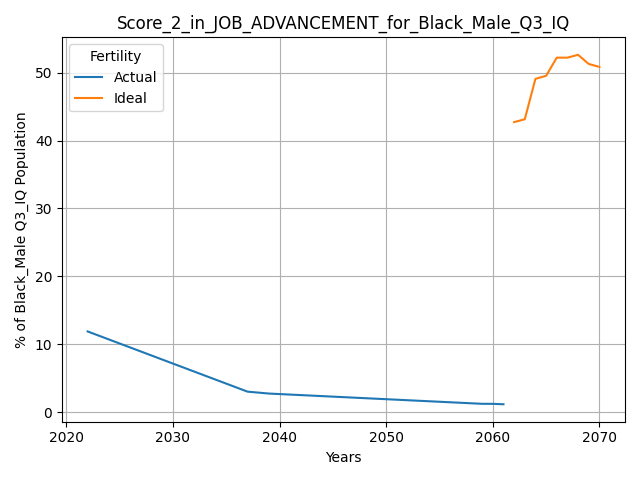 Score_2_in_JOB_ADVANCEMENT_for_Black_Male_Q3_IQ
Fertility
Actual
Ideal
% of Black_Male Q3_IQ Population
50
40
30
20
10
0
2020 2030 2040 2050 2060 2070
Years